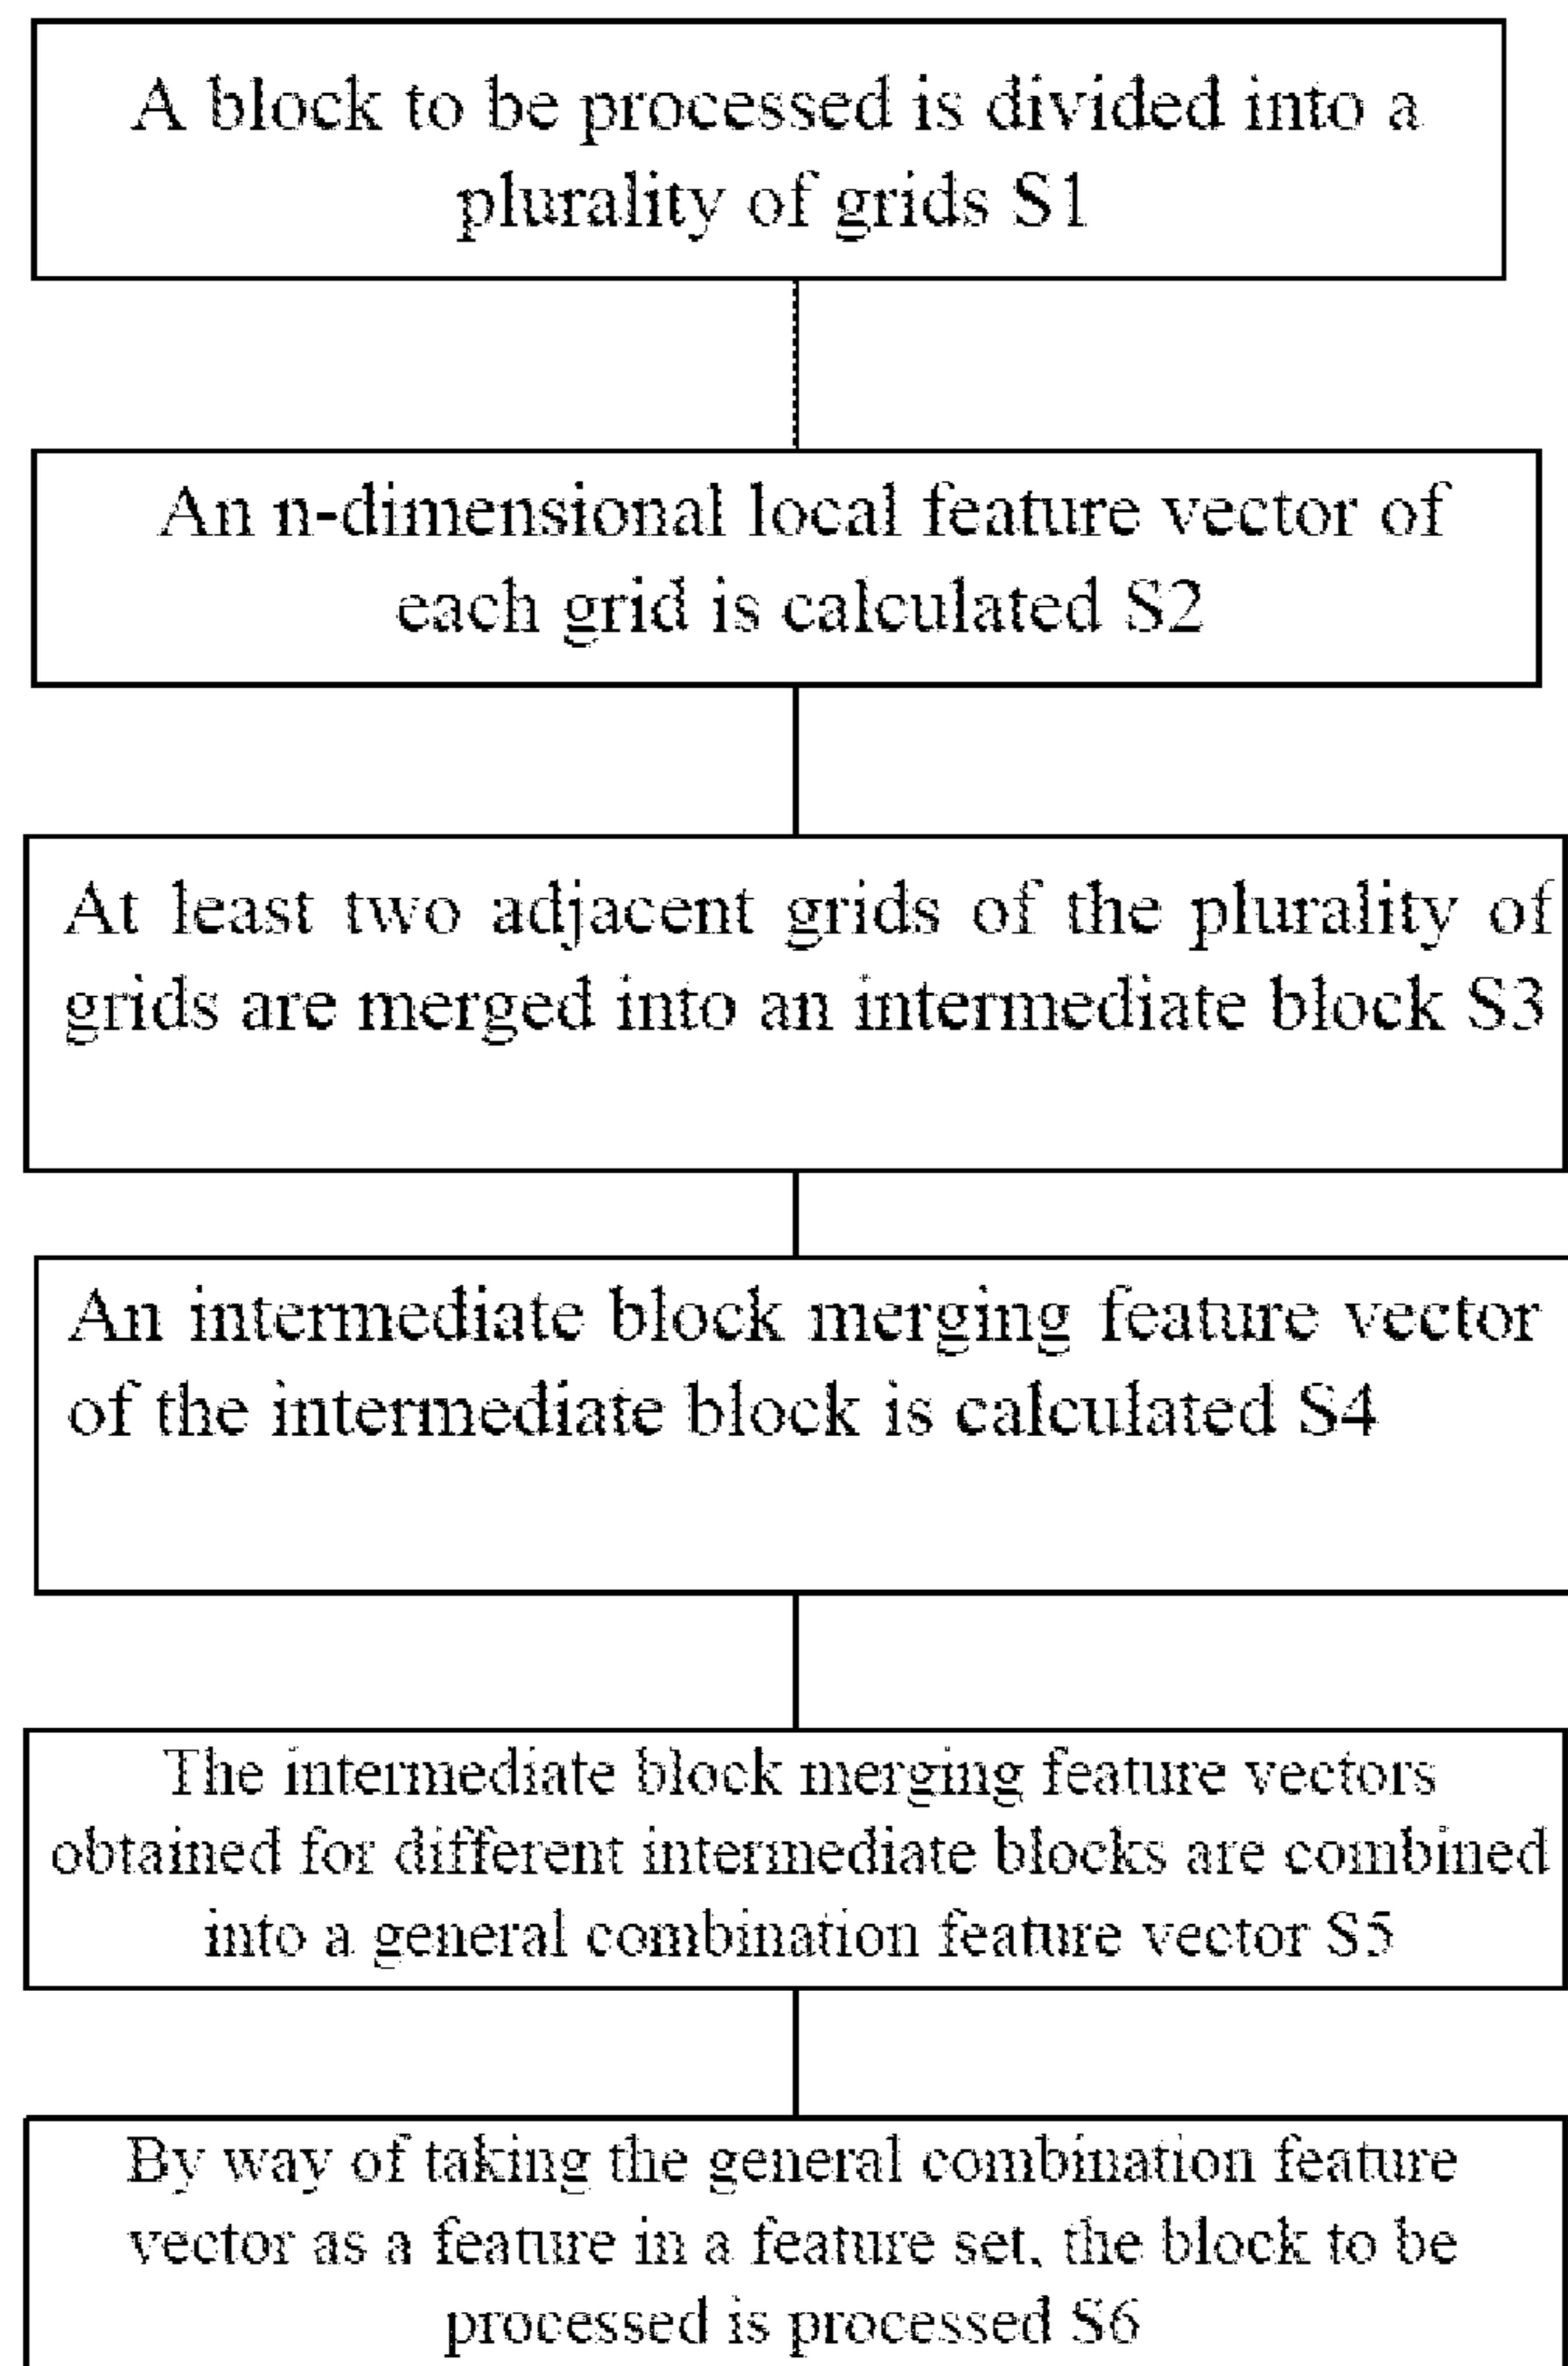 A block to be processed is divided into a
plurality of grids S1
An n-dimensional local feature vector of
each grid is calculated S2
At least two adjacent grids of the plurality of
grids are merged into an intermediate block S3
An intermediate block merging feature vector
of the intermediate block is calculated S4
The intermediate block merging feature vectors
obtained for different intermediate blocks are combined
into a general combination feature vector S5
By way of taking the general combination feature
vector as a feature in a feature set, the block to be
processed is processed S6